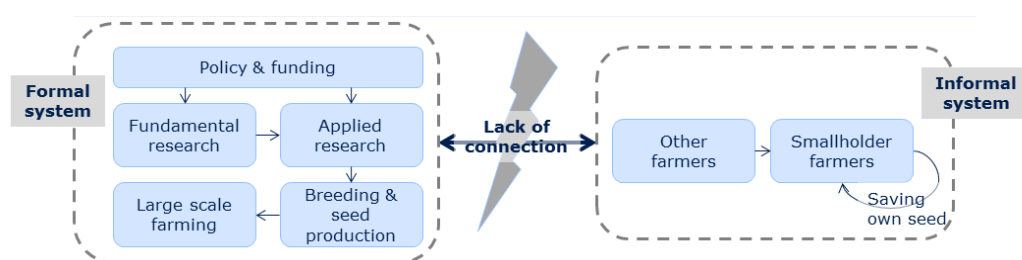 Formal
system
Policy & funding
Fundamental
research
Applied
research
Large scale
farming
Breeding &
seed
production
Lack of
connection
Informal
system
Other
farmers
Smallholder
farmers
Saving
own seed